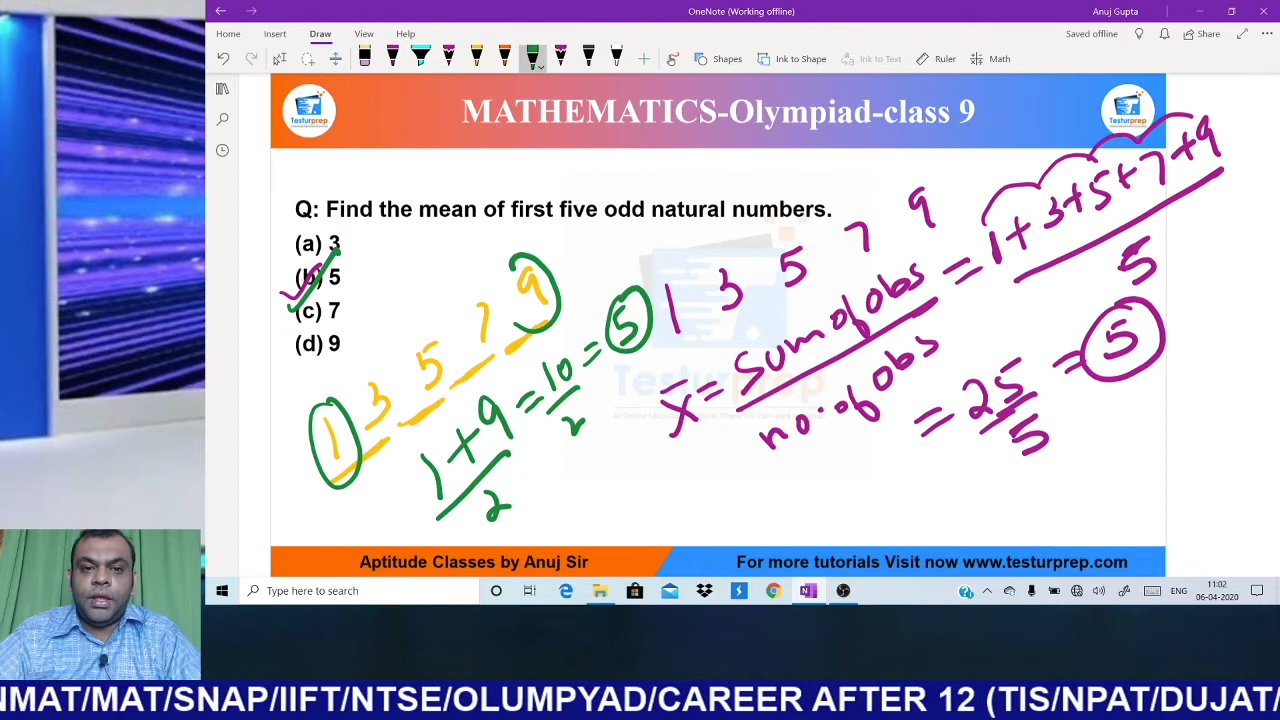 OneNote (Working offline)
Anuj Gupta
Home Insert Draw View Help
Saved offline
Share
Shapes
Ink to Shape
Ink to Text
Ruler
Math
Testurprep
MATHEMATICS-Olympiad-class 9
Testurprep
Q: Find the mean of first five odd natural numbers.
(a) 3
(b) 5
(c) 7
(d) 9
1 3 5 7 9
1+9/2 = 10/2 = 5
1 3 5 7 9
x̄ = sum of obs / no. of obs = 1+3+5+7+9 / 5
= 25/5 = 5
Testurprep
Aptitude Classes by Anuj Sir
For more tutorials Visit now www.testurprep.com
Type here to search
ENG
11:02
06-04-2020
NMAT/MAT/SNAP/IIFT/NTSE/OLUMPYAD/CAREER AFTER 12 (TIS/NPAT/DUJAT/